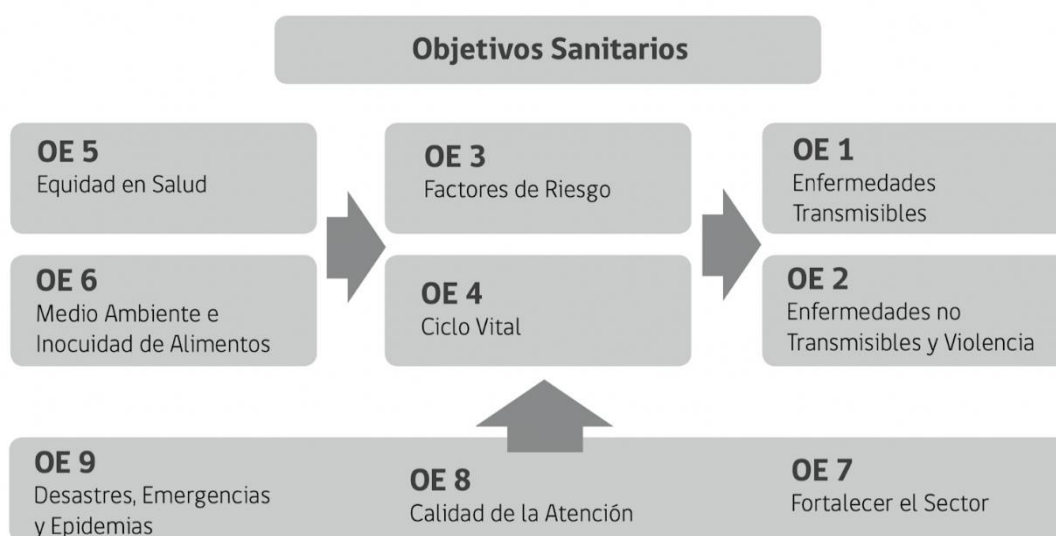 Objetivos Sanitarios
OE 5
Equidad en Salud
OE 3
Factores de Riesgo
OE 1
Enfermedades
Transmisibles
OE 6
Medio Ambiente e
Inocuidad de Alimentos
OE 4
Ciclo Vital
OE 2
Enfermedades no
Transmisibles y Violencia
OE 9
Desastres, Emergencias
y Epidemias
OE 8
Calidad de la Atención
OE 7
Fortalecer el Sector